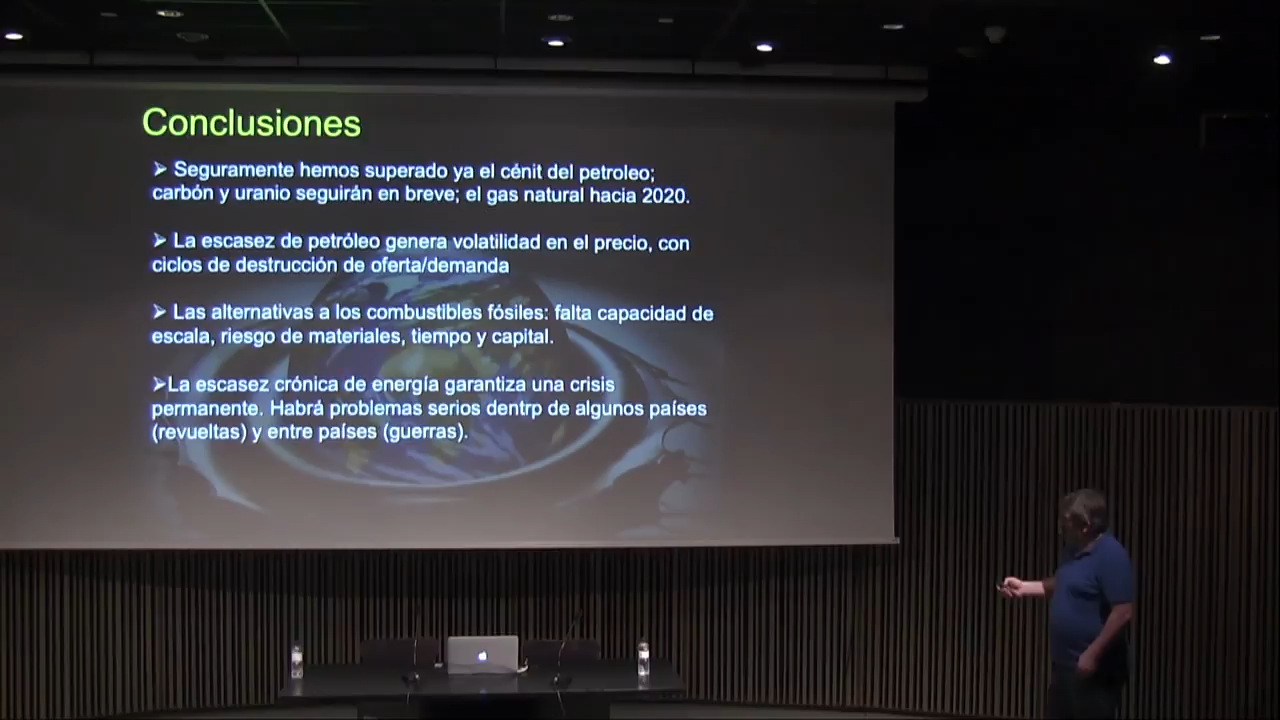 Conclusiones
➢ Seguramente hemos superado ya el cénit del petroleo;
carbón y uranio seguirán en breve; el gas natural hacia 2020.
➢ La escasez de petróleo genera volatilidad en el precio, con
ciclos de destrucción de oferta/demanda
➢ Las alternativas a los combustibles fósiles: falta capacidad de
escala, riesgo de materiales, tiempo y capital.
➢La escasez crónica de energía garantiza una crisis
permanente. Habrá problemas serios dentrp de algunos países
(revueltas) y entre países (guerras).